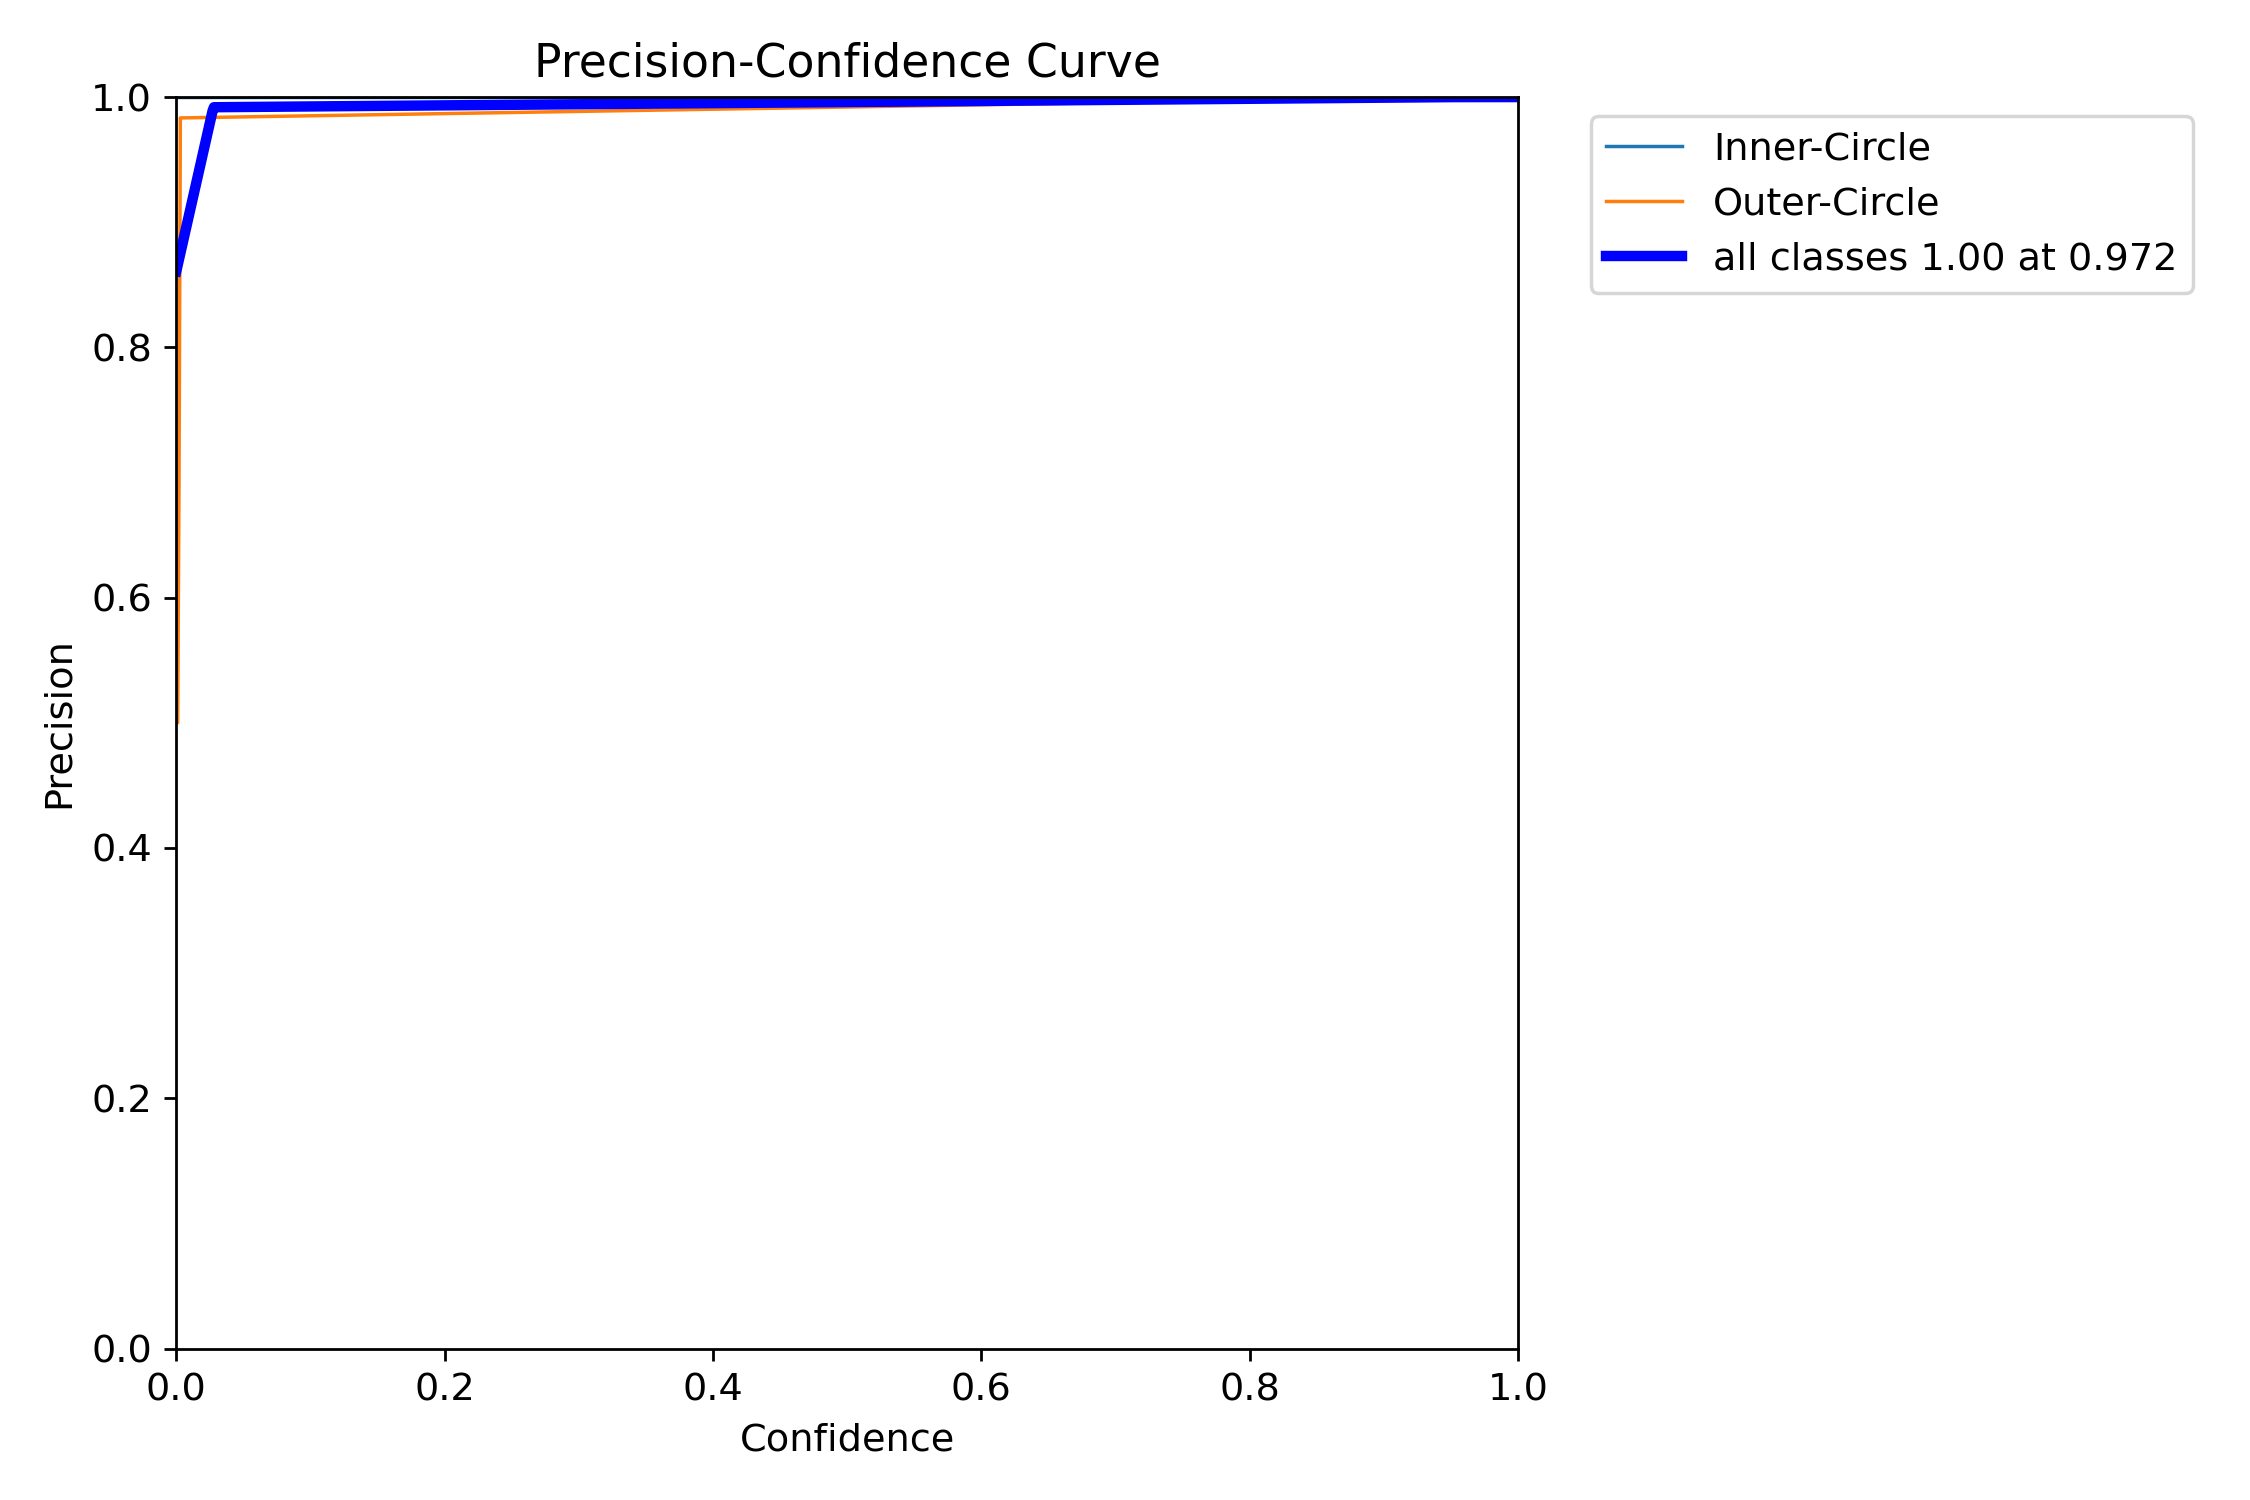 Precision-Confidence Curve
1.0
0.8
0.6
0.4
0.2
0.0
Precision
0.0 0.2 0.4 0.6 0.8 1.0
Confidence
Inner-Circle
Outer-Circle
all classes 1.00 at 0.972